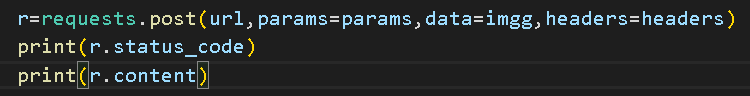 r=requests.post(url,params=params,data=imgg,headers=headers)
print(r.status_code)
print(r.content)